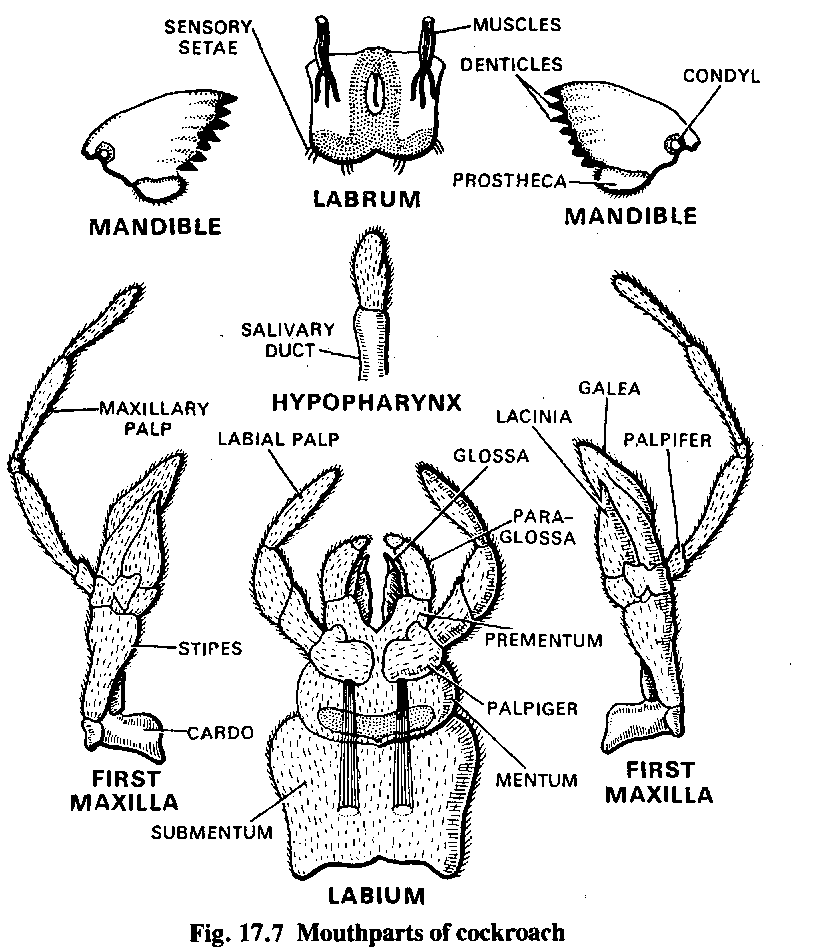 SENSORY
SETAE
MUSCLES
DENTICLES
CONDYL
PROSTHECA
LABRUM
MANDIBLE
MANDIBLE
SALIVARY
DUCT
HYPOPHARYNX
MAXILLARY
PALP
LABIAL PALP
GLOSSA
LACINIA
GALEA
PALPIFER
PARA-
GLOSSA
STIPES
PREMENTUM
CARDO
PALPIGER
FIRST
MAXILLA
MENTUM
FIRST
MAXILLA
SUBMENTUM
LABIUM
Fig. 17.7 Mouthparts of cockroach